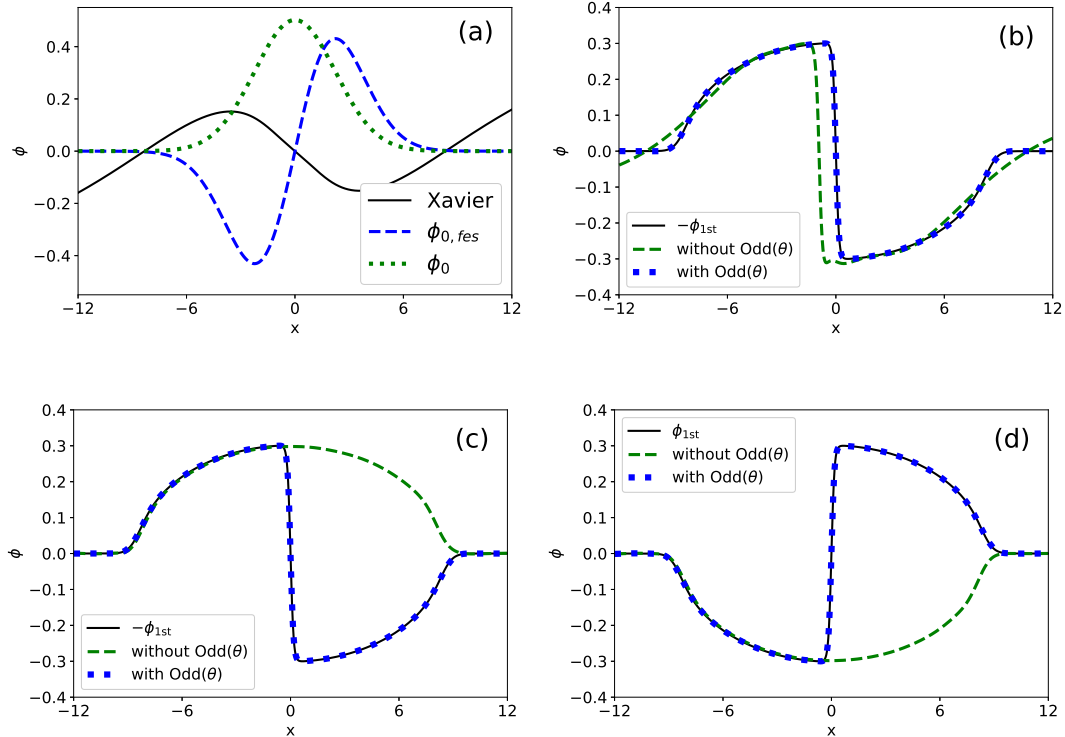 (a)
ϕ
0.4
0.2
0.0
−0.2
−0.4
−12 −6 0 6 12
x
Xavier
ϕ0, fes
ϕ0
(b)
ϕ
0.4
0.3
0.2
0.1
0.0
−0.1
−0.2
−0.3
−0.4
−12 −6 0 6 12
x
−ϕ1st
without Odd(θ)
with Odd(θ)
(c)
ϕ
0.4
0.3
0.2
0.1
0.0
−0.1
−0.2
−0.3
−0.4
−12 −6 0 6 12
x
−ϕ1st
without Odd(θ)
with Odd(θ)
(d)
ϕ
0.4
0.3
0.2
0.1
0.0
−0.1
−0.2
−0.3
−0.4
−12 −6 0 6 12
x
ϕ1st
without Odd(θ)
with Odd(θ)